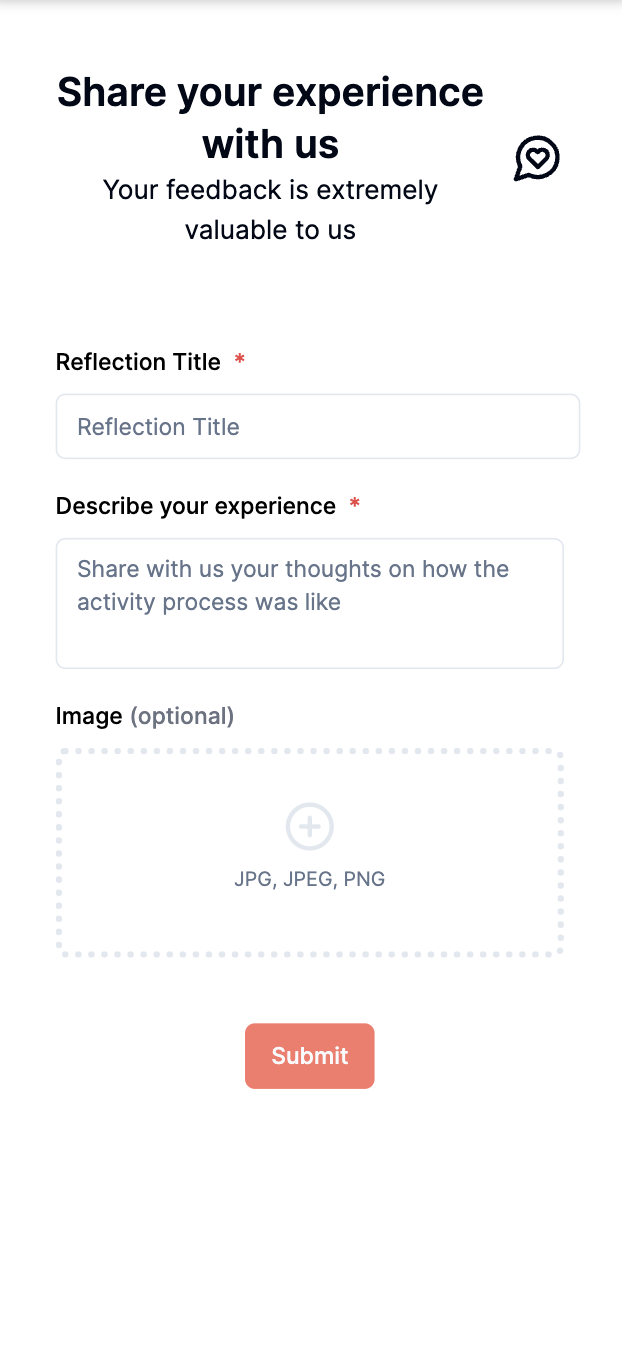 Share your experience
with us
Your feedback is extremely
valuable to us
Reflection Title *
Reflection Title
Describe your experience *
Share with us your thoughts on how the
activity process was like
Image (optional)
JPG, JPEG, PNG
Submit